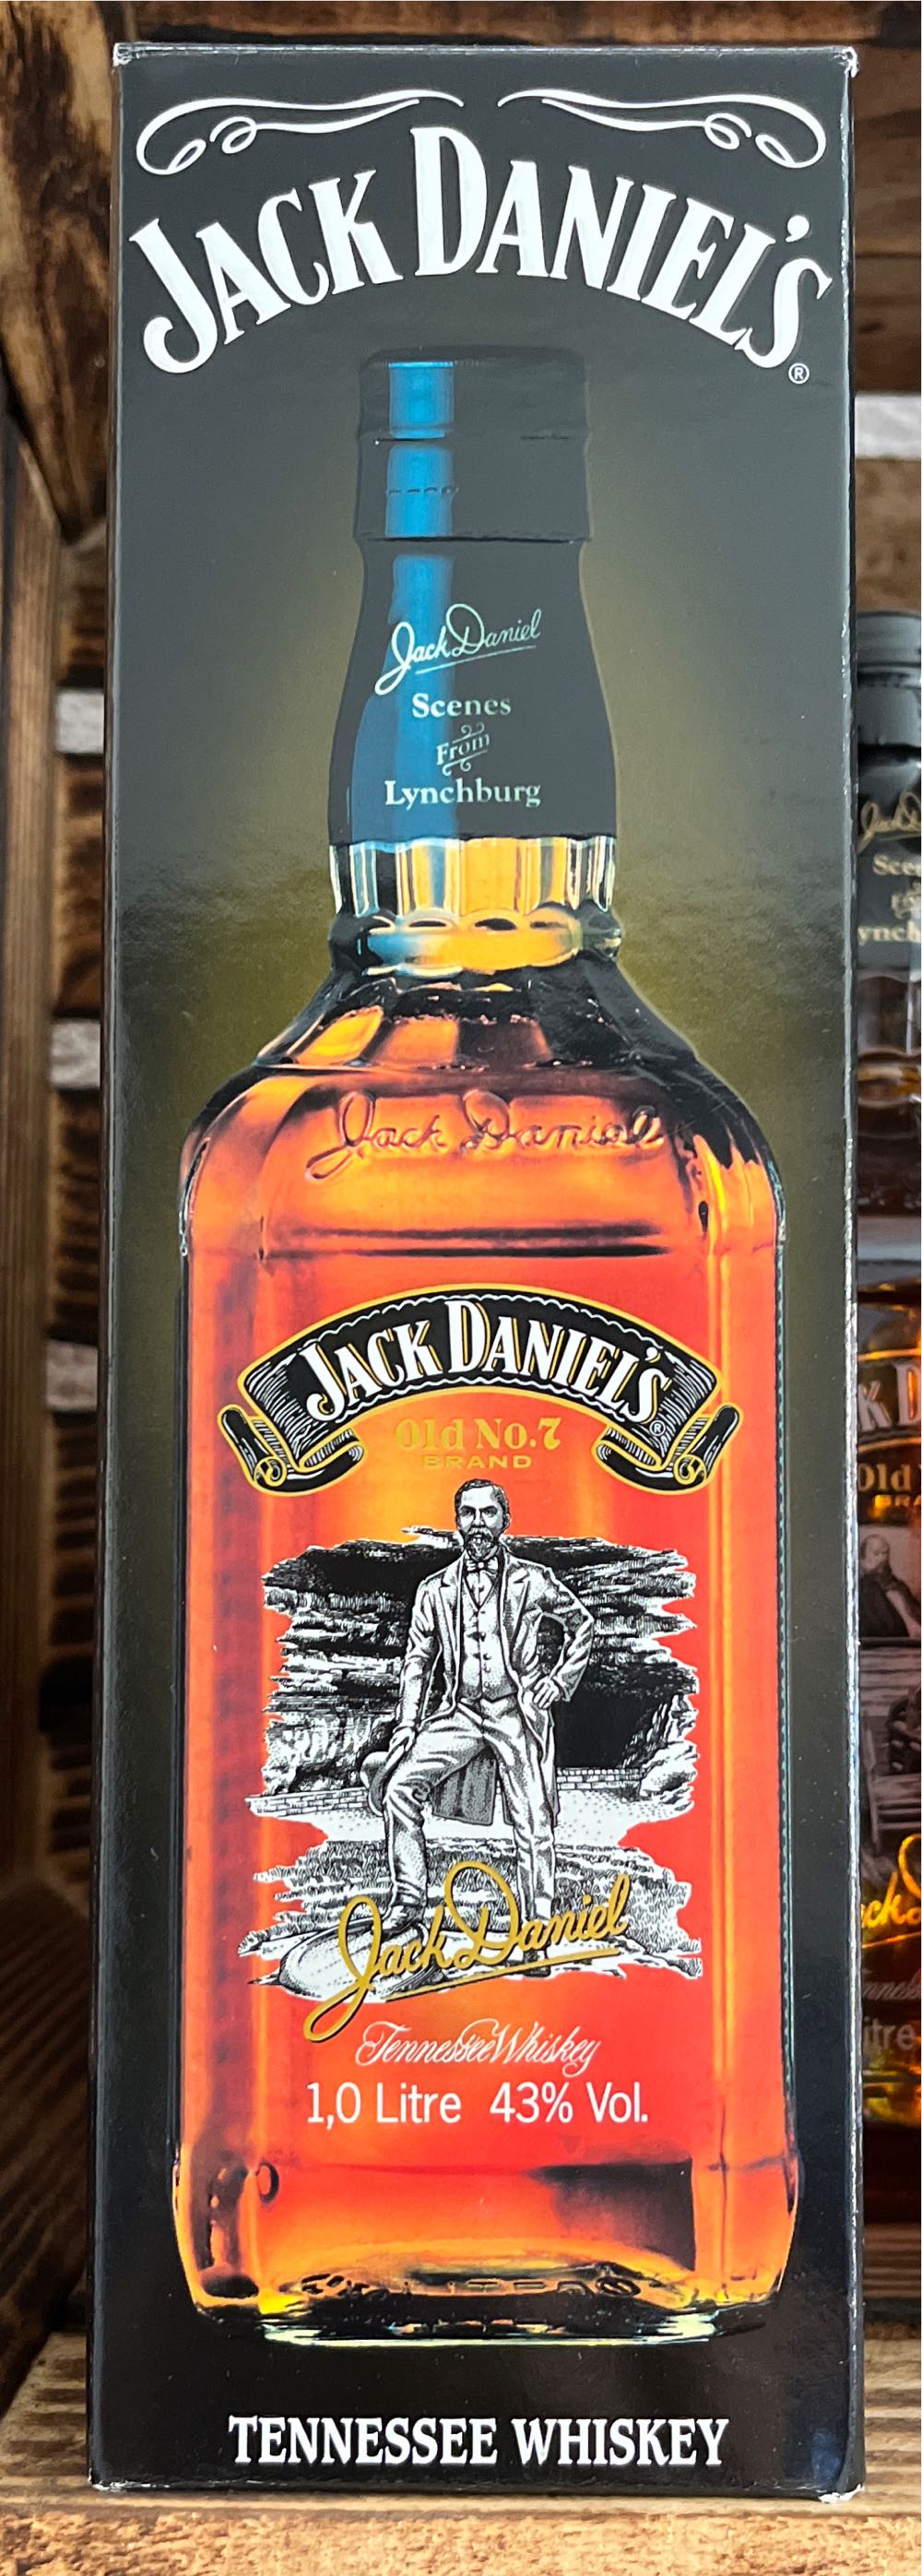 JACK DANIEL'S
®
Jack Daniel
Scenes
From
Lynchburg
Jack Daniel
JACK DANIEL'S
®
Old No.7
BRAND
Jack Daniel
Tennessee Whiskey
1,0 Litre 43% Vol.
TENNESSEE WHISKEY